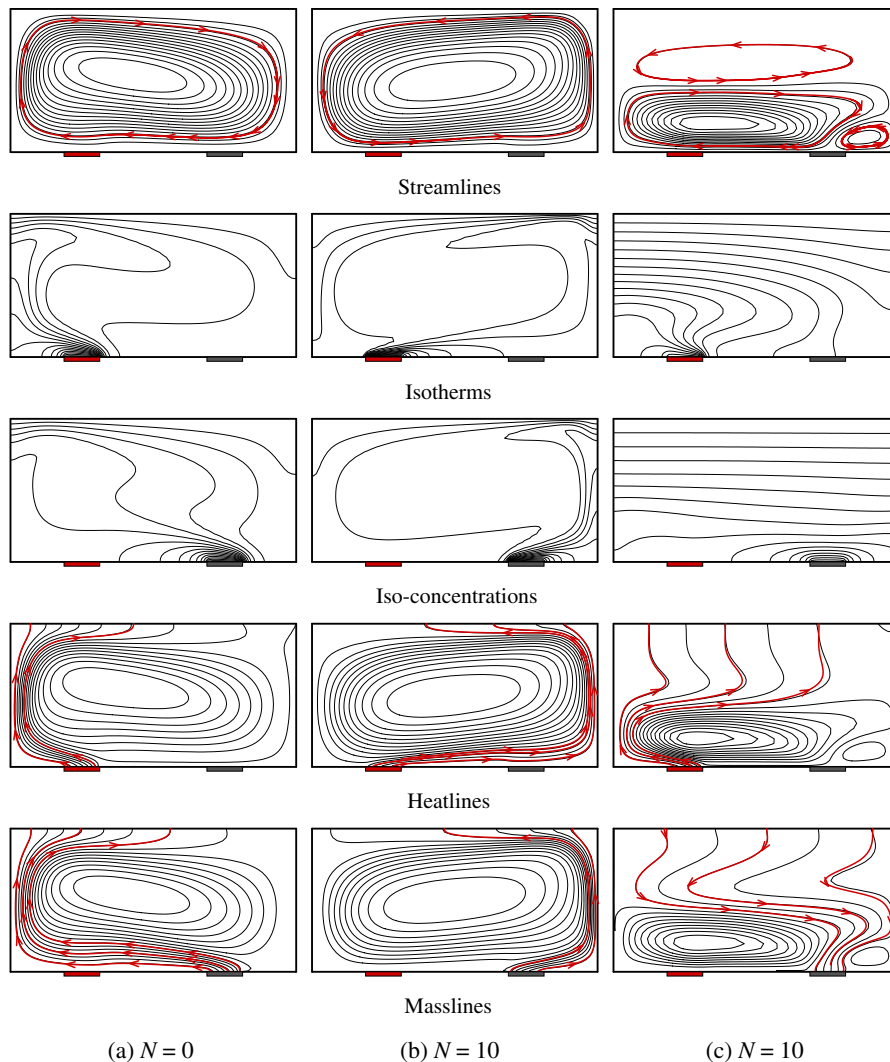 Streamlines
Isotherms
Iso-concentrations
Heatlines
Masslines
(a) N = 0
(b) N = 10
(c) N = 10